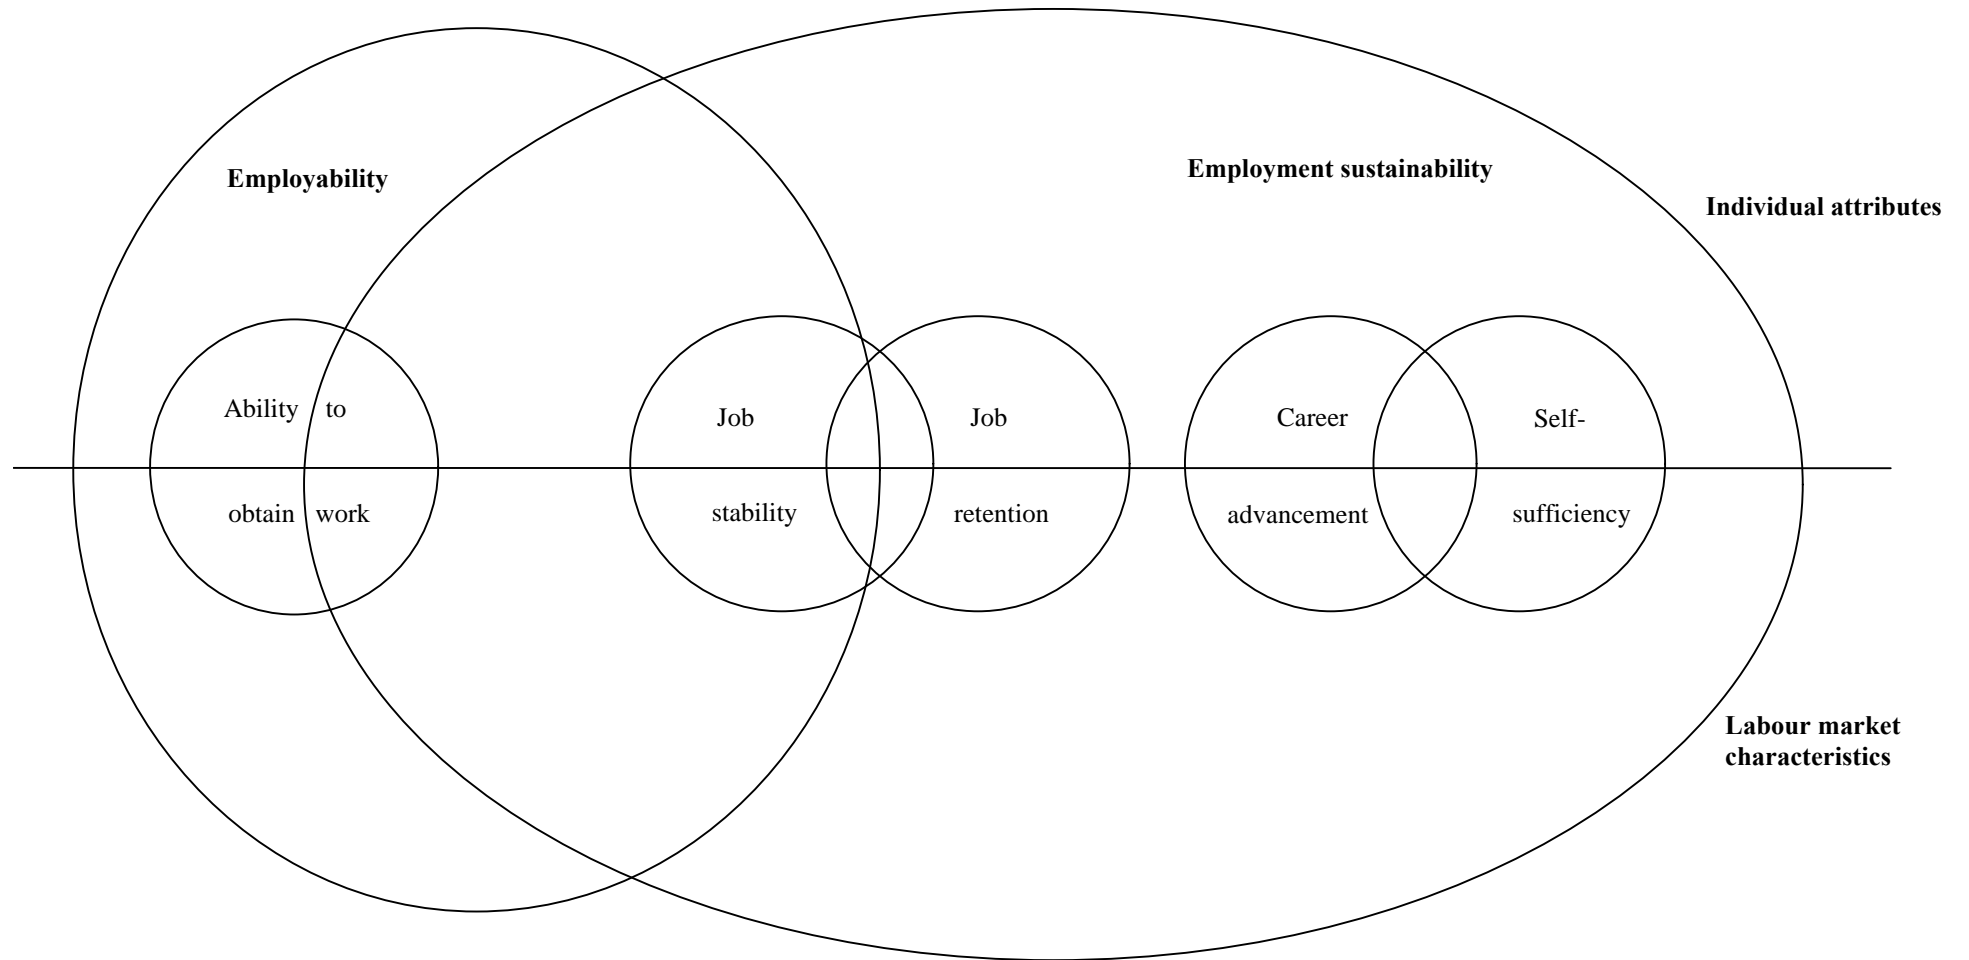 Employability
Employment sustainability
Individual attributes
Ability to
obtain work
Job
stability
Job
retention
Career
advancement
Self-
sufficiency
Labour market
characteristics